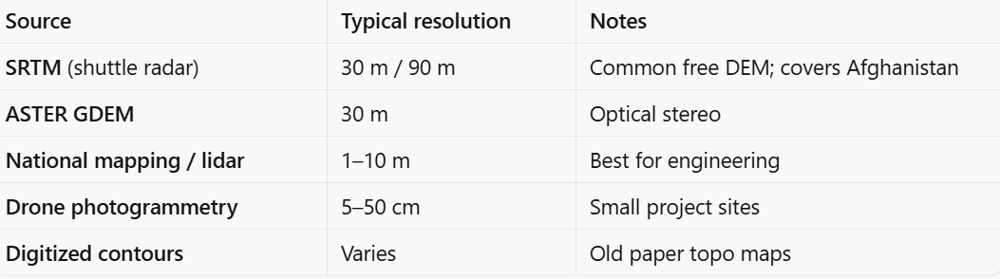 Source Typical resolution Notes
SRTM (shuttle radar) 30 m / 90 m Common free DEM; covers Afghanistan
ASTER GDEM 30 m Optical stereo
National mapping / lidar 1–10 m Best for engineering
Drone photogrammetry 5–50 cm Small project sites
Digitized contours Varies Old paper topo maps